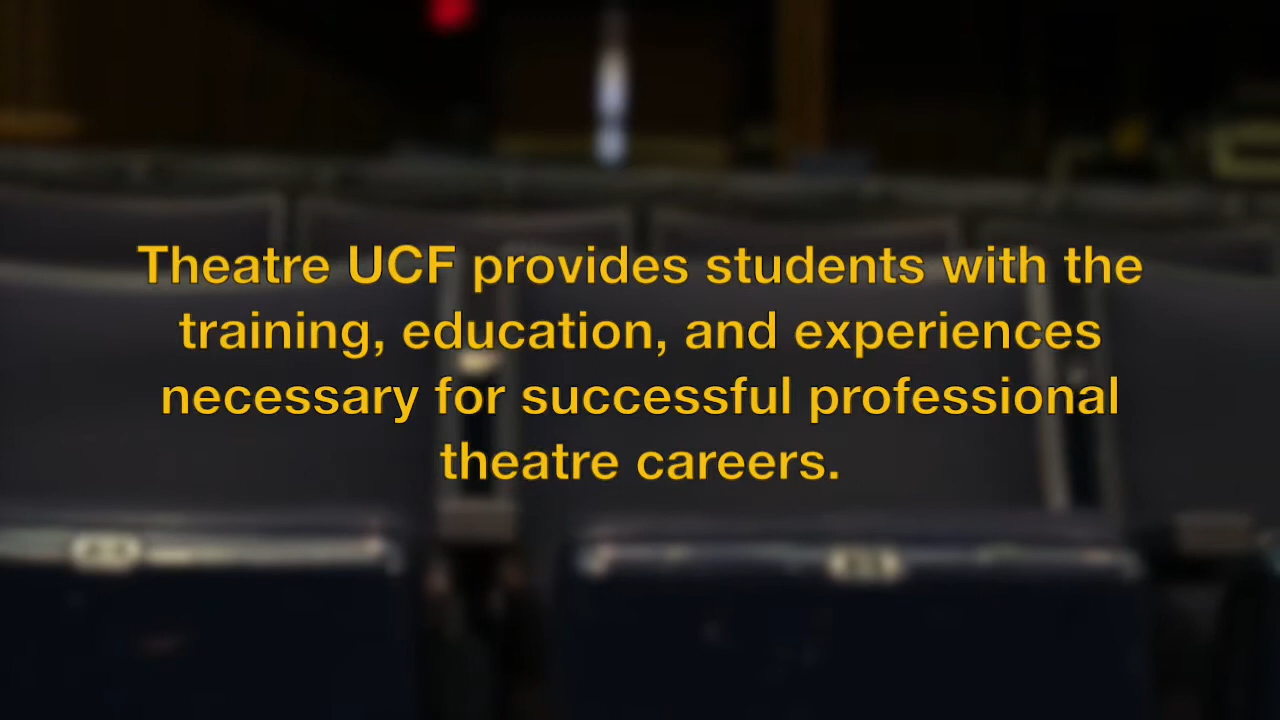 Theatre UCF provides students with the
training, education, and experiences
necessary for successful professional
theatre careers.